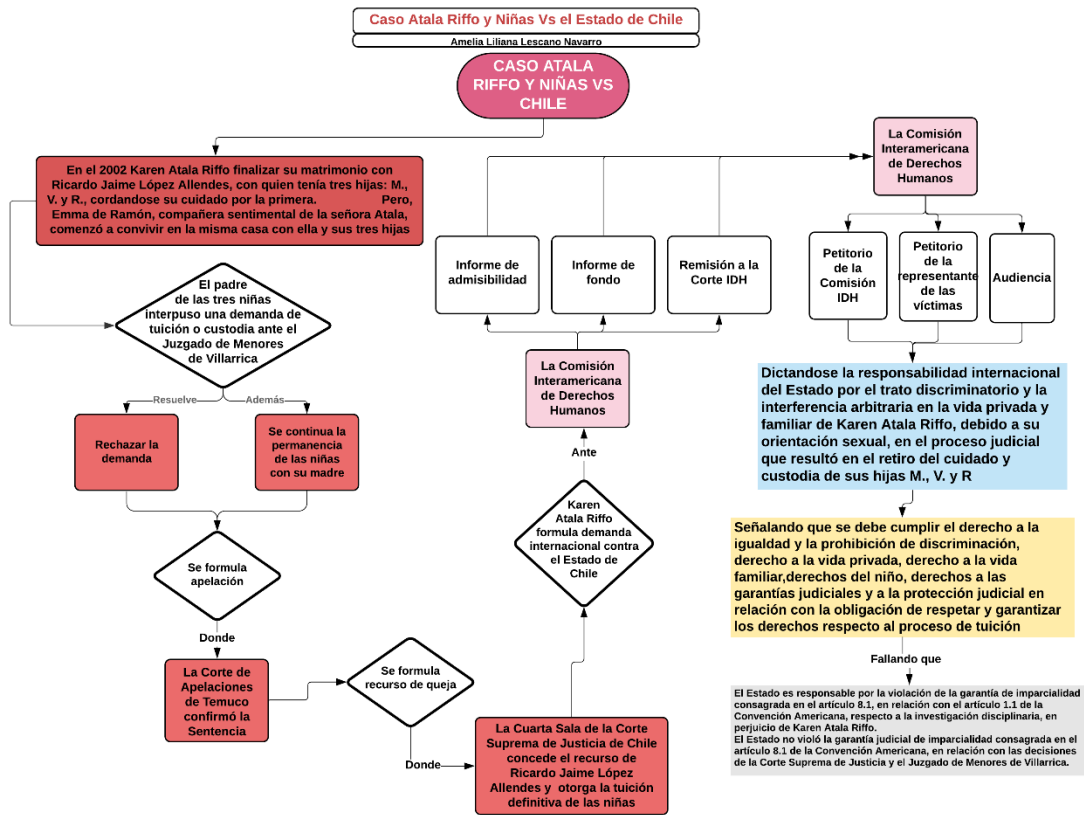 Caso Atala Riffo y Niñas Vs el Estado de Chile
Amelia Liliana Lescano Navarro
CASO ATALA
RIFFO Y NIÑAS VS
CHILE
En el 2002 Karen Atala Riffo finalizar su matrimonio con
Ricardo Jaime López Allendes, con quien tenía tres hijas: M.,
V. y R., cordandose su cuidado por la primera. Pero,
Emma de Ramón, compañera sentimental de la señora Atala,
comenzó a convivir en la misma casa con ella y sus tres hijas
El padre
de las tres niñas
interpuso una demanda de
tuición o custodia ante el
Juzgado de Menores
de Villarrica
Resuelve
Además
Rechazar la
demanda
Se continua la
permanencia
de las niñas
con su madre
Se formula
apelación
Donde
La Corte de
Apelaciones
de Temuco
confirmó la
Sentencia
Se formula
recurso de queja
Donde
La Cuarta Sala de la Corte
Suprema de Justicia de Chile
concede el recurso de
Ricardo Jaime López
Allendes y otorga la tuición
definitiva de las niñas
Karen
Atala Riffo
formula demanda
internacional contra
el Estado de
Chile
Ante
La Comisión
Interamericana
de Derechos
Humanos
Informe de
admisibilidad
Informe de
fondo
Remisión a la
Corte IDH
La Comisión
Interamericana
de Derechos
Humanos
Petitorio
de la
Comisión
IDH
Petitorio
de la
representante
de las
víctimas
Audiencia
Dictandose la responsabilidad internacional
del Estado por el trato discriminatorio y la
interferencia arbitraria en la vida privada y
familiar de Karen Atala Riffo, debido a su
orientación sexual, en el proceso judicial
que resultó en el retiro del cuidado y
custodia de sus hijas M., V. y R
Señalando que se debe cumplir el derecho a la
igualdad y la prohibición de discriminación,
derecho a la vida privada, derecho a la vida
familiar,derechos del niño, derechos a las
garantías judiciales y a la protección judicial en
relación con la obligación de respetar y garantizar
los derechos respecto al proceso de tuición
Fallando que
El Estado es responsable por la violación de la garantía de imparcialidad
consagrada en el artículo 8.1, en relación con el artículo 1.1 de la
Convención Americana, respecto a la investigación disciplinaria, en
perjuicio de Karen Atala Riffo.
El Estado no violó la garantía judicial de imparcialidad consagrada en el
artículo 8.1 de la Convención Americana, en relación con las decisiones
de la Corte Suprema de Justicia y el Juzgado de Menores de Villarrica.